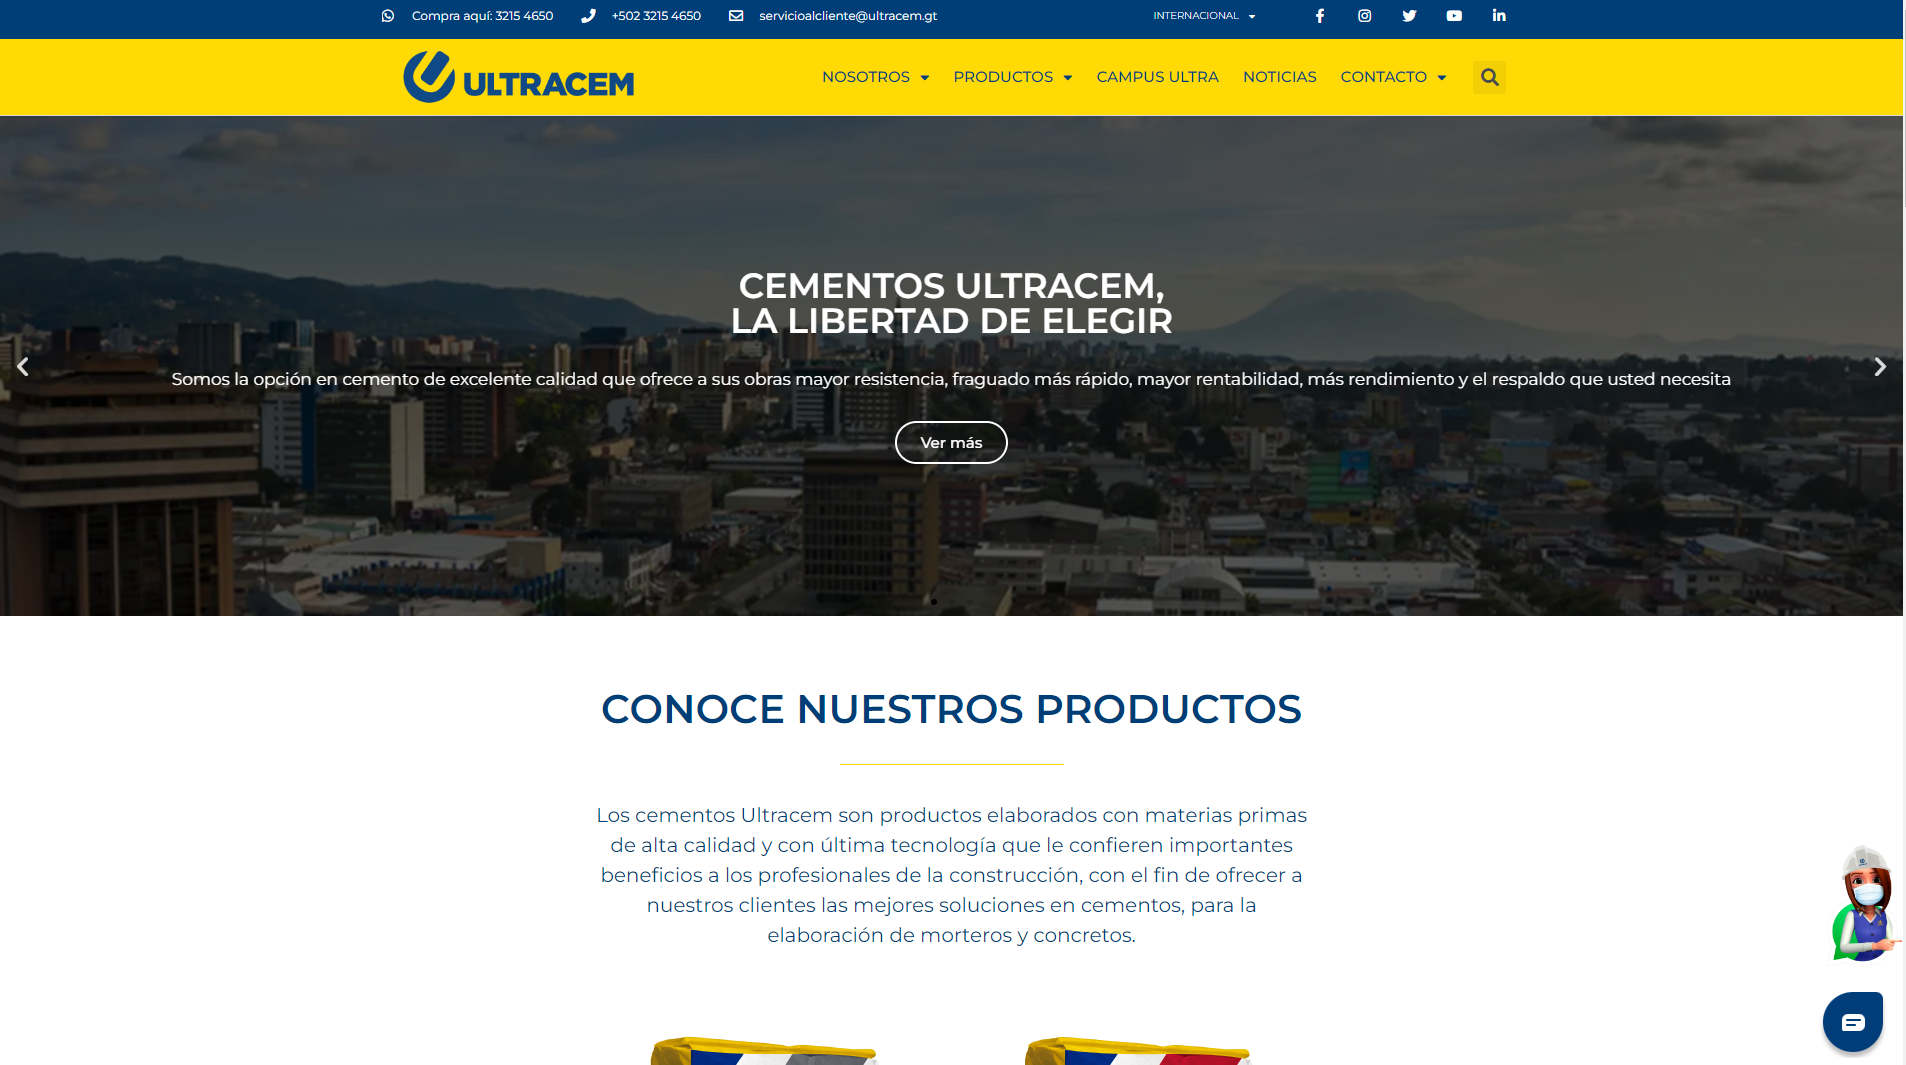 Compra aquí: 3215 4650
+502 3215 4650
servicioalcliente@ultracem.gt
INTERNACIONAL
ULTRACEM
NOSOTROS
PRODUCTOS
CAMPUS ULTRA
NOTICIAS
CONTACTO
CEMENTOS ULTRACEM,
LA LIBERTAD DE ELEGIR
Somos la opción en cemento de excelente calidad que ofrece a sus obras mayor resistencia, fraguado más rápido, mayor rentabilidad, más rendimiento y el respaldo que usted necesita
Ver más
CONOCE NUESTROS PRODUCTOS
Los cementos Ultracem son productos elaborados con materias primas
de alta calidad y con última tecnología que le confieren importantes
beneficios a los profesionales de la construcción, con el fin de ofrecer a
nuestros clientes las mejores soluciones en cementos, para la
elaboración de morteros y concretos.